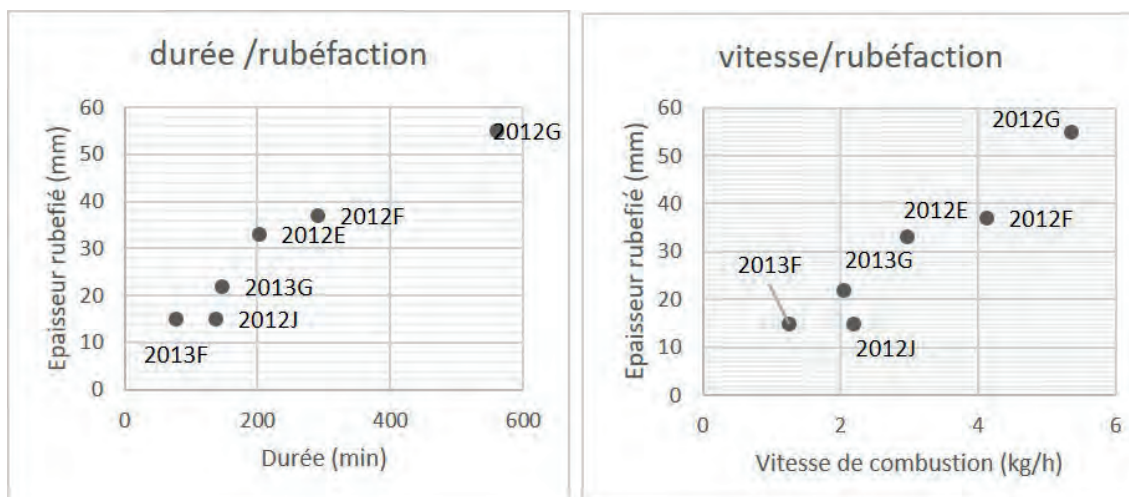 durée /rubéfaction
Epaisseur rubefié (mm)
60
50
40
30
20
10
0
2012G
2012F
2012E
2013G
2012J
2013F
0 200 400 600
Durée (min)
vitesse/rubéfaction
Epaisseur rubefié (mm)
60
50
40
30
20
10
0
2012G
2012E
2012F
2013F
2013G
2012J
0 2 4 6
Vitesse de combustion (kg/h)